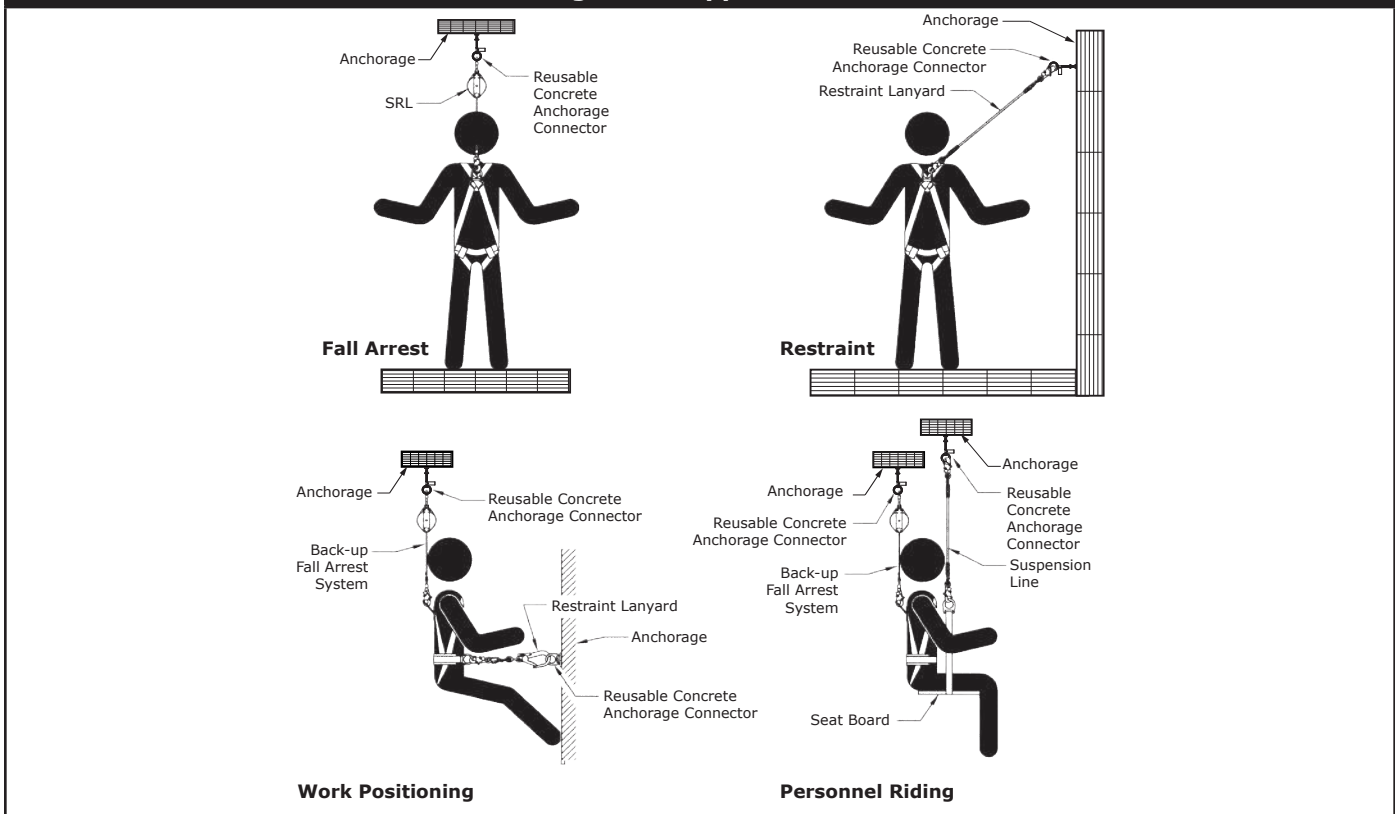 Anchorage
SRL
Reusable
Concrete
Anchorage
Connector
Fall Arrest
Anchorage
Reusable Concrete
Anchorage Connector
Restraint Lanyard
Restraint
Anchorage
Reusable Concrete
Anchorage Connector
Back-up
Fall Arrest
System
Restraint Lanyard
Anchorage
Reusable Concrete
Anchorage Connector
Work Positioning
Anchorage
Reusable Concrete
Anchorage Connector
Back-up
Fall Arrest
System
Anchorage
Reusable
Concrete
Anchorage
Connector
Suspension
Line
Seat Board
Personnel Riding